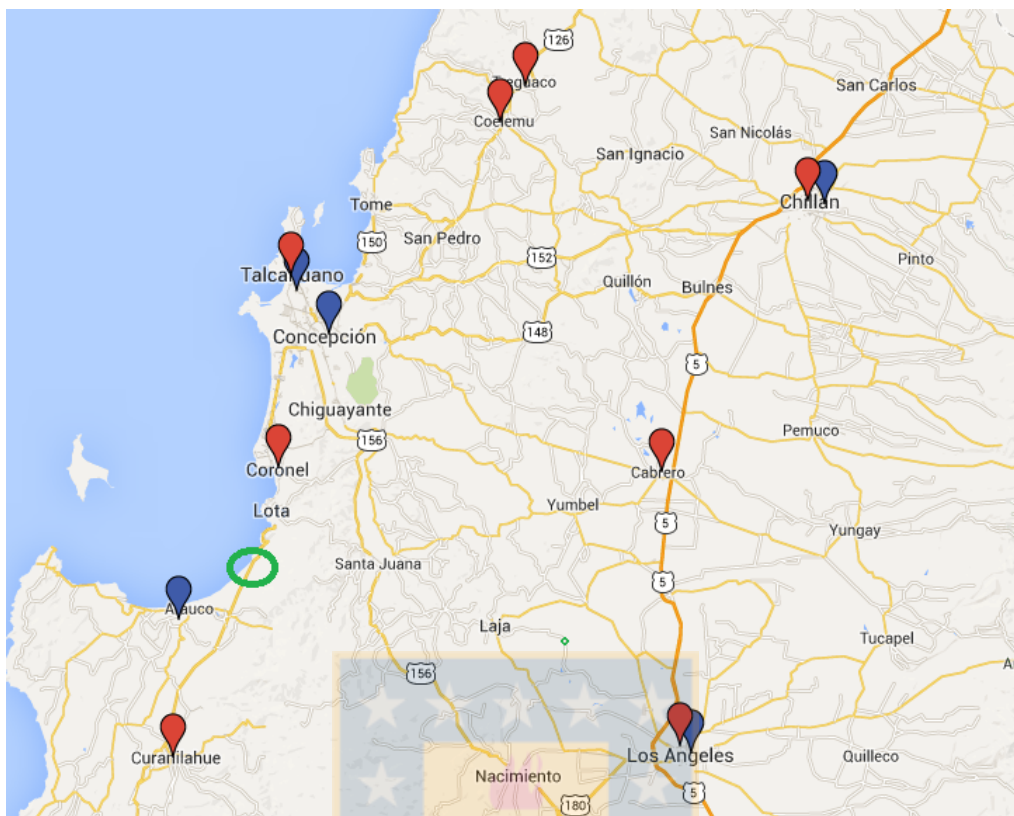 126
Treguaco
San Carlos
Coelemu
San Nicolás
San Ignacio
Chillán
Tome
150
San Pedro
152
Pinto
Talcahuano
Quillón
Bulnes
Concepción
148
5
Chiguayante
156
Pemuco
Coronel
Cabrero
Lota
Yumbel
5
Yungay
Santa Juana
5
Arauco
Laja
Tucapel
156
Curanilahue
Los Angeles
Quilleco
Nacimiento
180
5